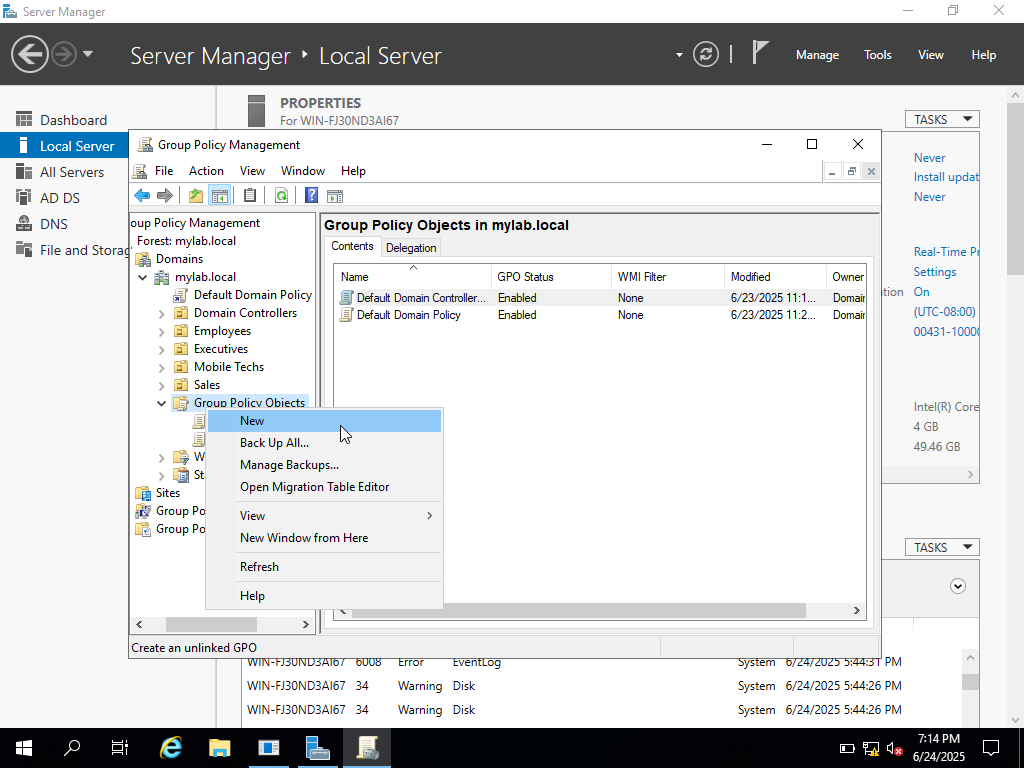 Server Manager
Server Manager • Local Server
Manage Tools View Help
Dashboard
Local Server
All Servers
AD DS
DNS
File and Storag
PROPERTIES
For WIN-FJ30ND3AI67
TASKS
Never
Install updat
Never
Real-Time Pr
Settings
tion On
(UTC-08:00)
00431-10000
Intel(R) Core
4 GB
49.46 GB
TASKS
Group Policy Management
File Action View Window Help
oup Policy Management
Forest: mylab.local
Domains
mylab.local
Default Domain Policy
Domain Controllers
Employees
Executives
Mobile Techs
Sales
Group Policy Objects
W
St
Sites
Group Po
Group Po
Group Policy Objects in mylab.local
Contents Delegation
Name GPO Status WMI Filter Modified Owner
Default Domain Controller... Enabled None 6/23/2025 11:1... Domair
Default Domain Policy Enabled None 6/23/2025 11:2... Domair
New
Back Up All...
Manage Backups...
Open Migration Table Editor
View
New Window from Here
Refresh
Help
Create an unlinked GPO
WIN-FJ30ND3AI67 6008 Error EventLog System 6/24/2025 5:44:31 PM
WIN-FJ30ND3AI67 34 Warning Disk System 6/24/2025 5:44:26 PM
WIN-FJ30ND3AI67 34 Warning Disk System 6/24/2025 5:44:26 PM
7:14 PM
6/24/2025